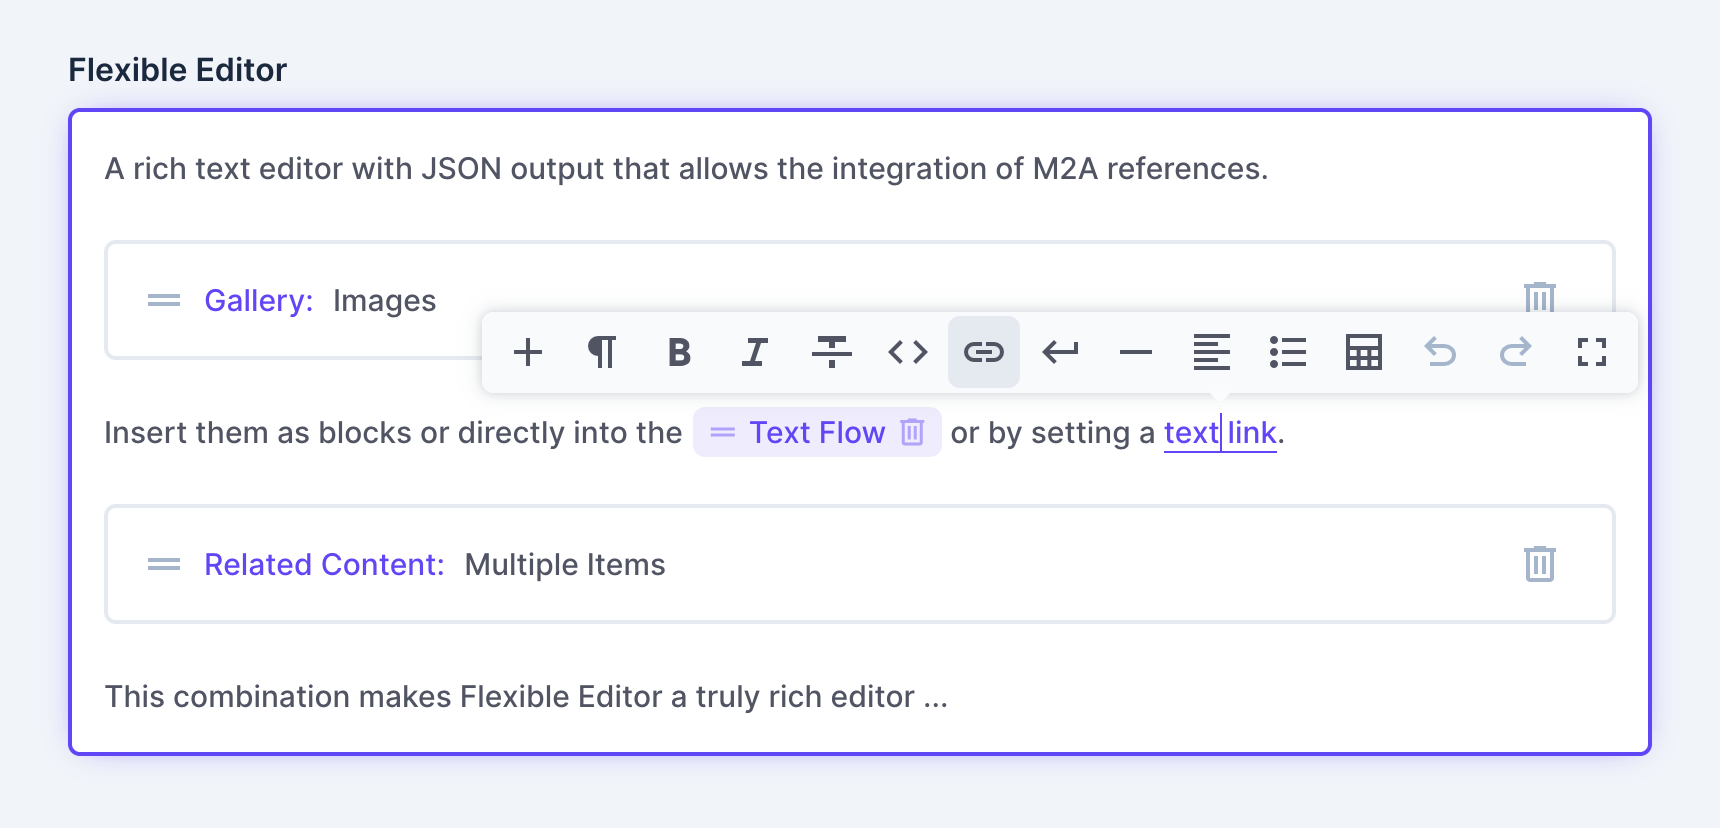 Flexible Editor
A rich text editor with JSON output that allows the integration of M2A references.
Gallery: Images
Insert them as blocks or directly into the Text Flow or by setting a text link.
Related Content: Multiple Items
This combination makes Flexible Editor a truly rich editor ...